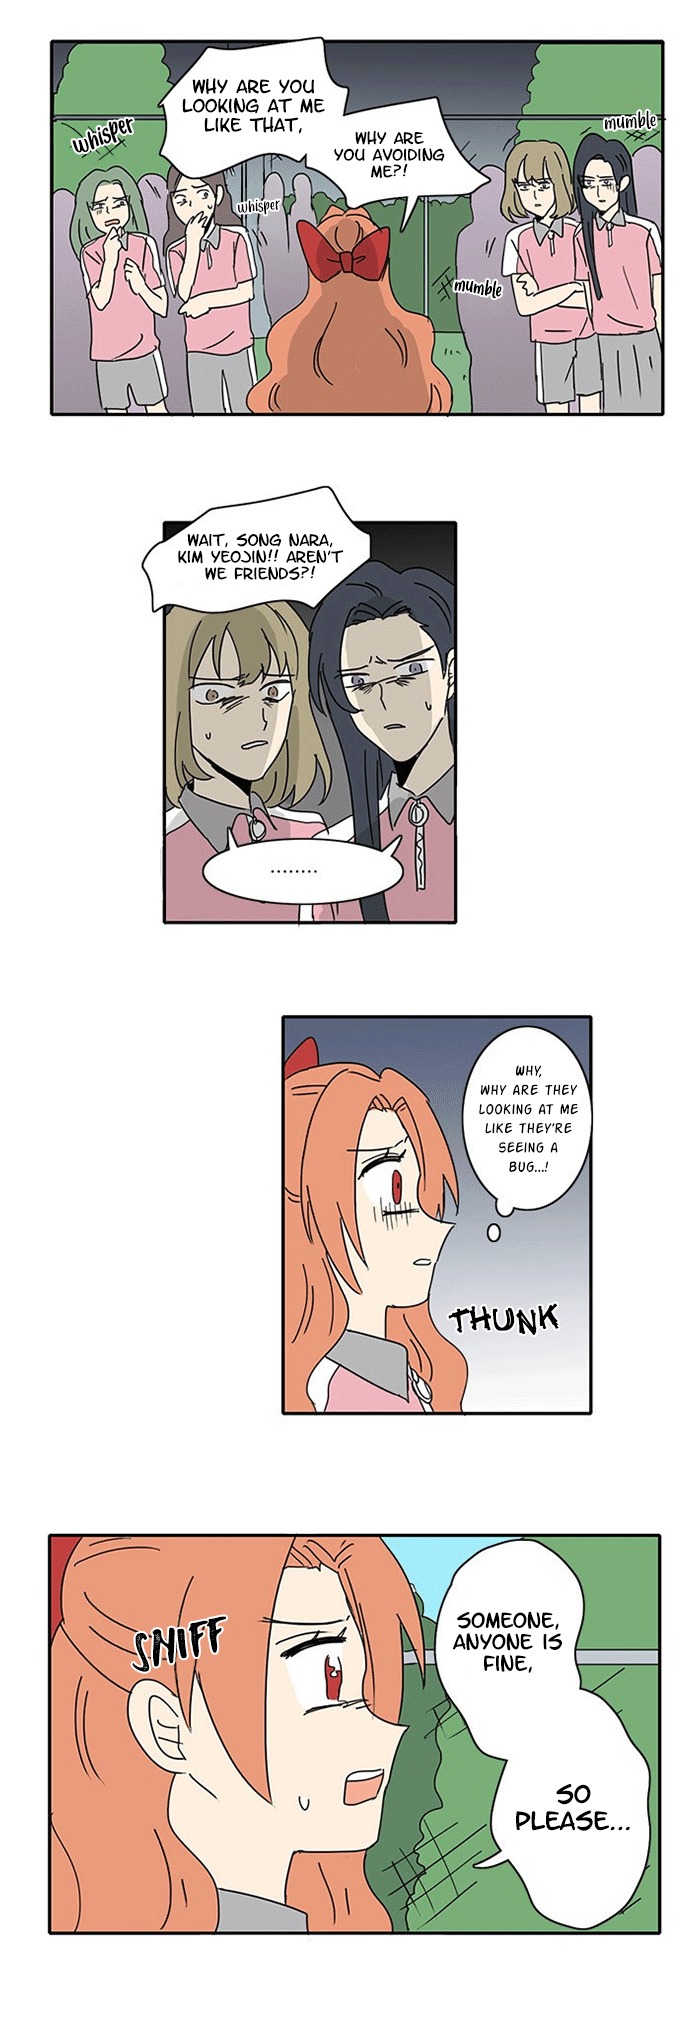 WHY ARE YOU
LOOKING AT ME
LIKE THAT,
WHY ARE
YOU AVOIDING
ME?!
whisper
mumble
whisper
mumble
WAIT, SONG NARA,
KIM YEOJIN!! AREN'T
WE FRIENDS?!
........
WHY,
WHY ARE THEY
LOOKING AT ME
LIKE THEY'RE
SEEING A
BUG...!
THUNK
SNIFF
SOMEONE,
ANYONE IS
FINE,
SO
PLEASE...